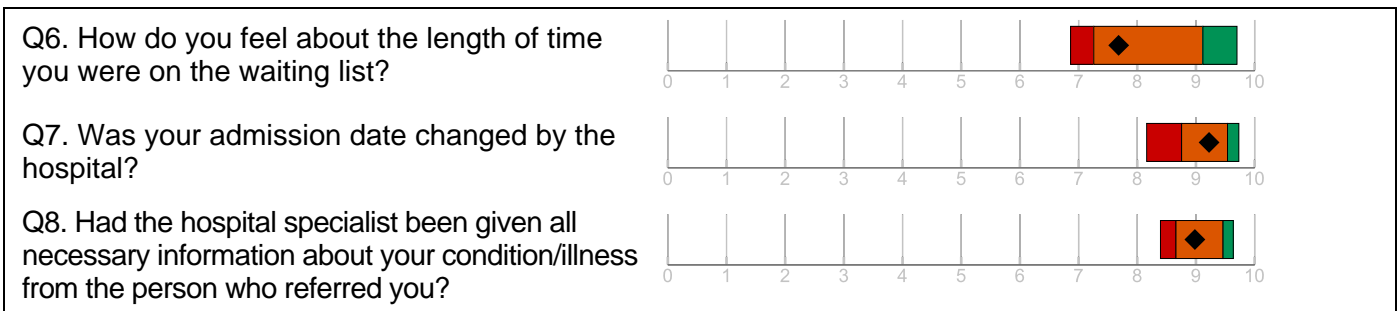 Q6. How do you feel about the length of time
you were on the waiting list?
0 1 2 3 4 5 6 7 8 9 10
Q7. Was your admission date changed by the
hospital?
0 1 2 3 4 5 6 7 8 9 10
Q8. Had the hospital specialist been given all
necessary information about your condition/illness
from the person who referred you?
0 1 2 3 4 5 6 7 8 9 10